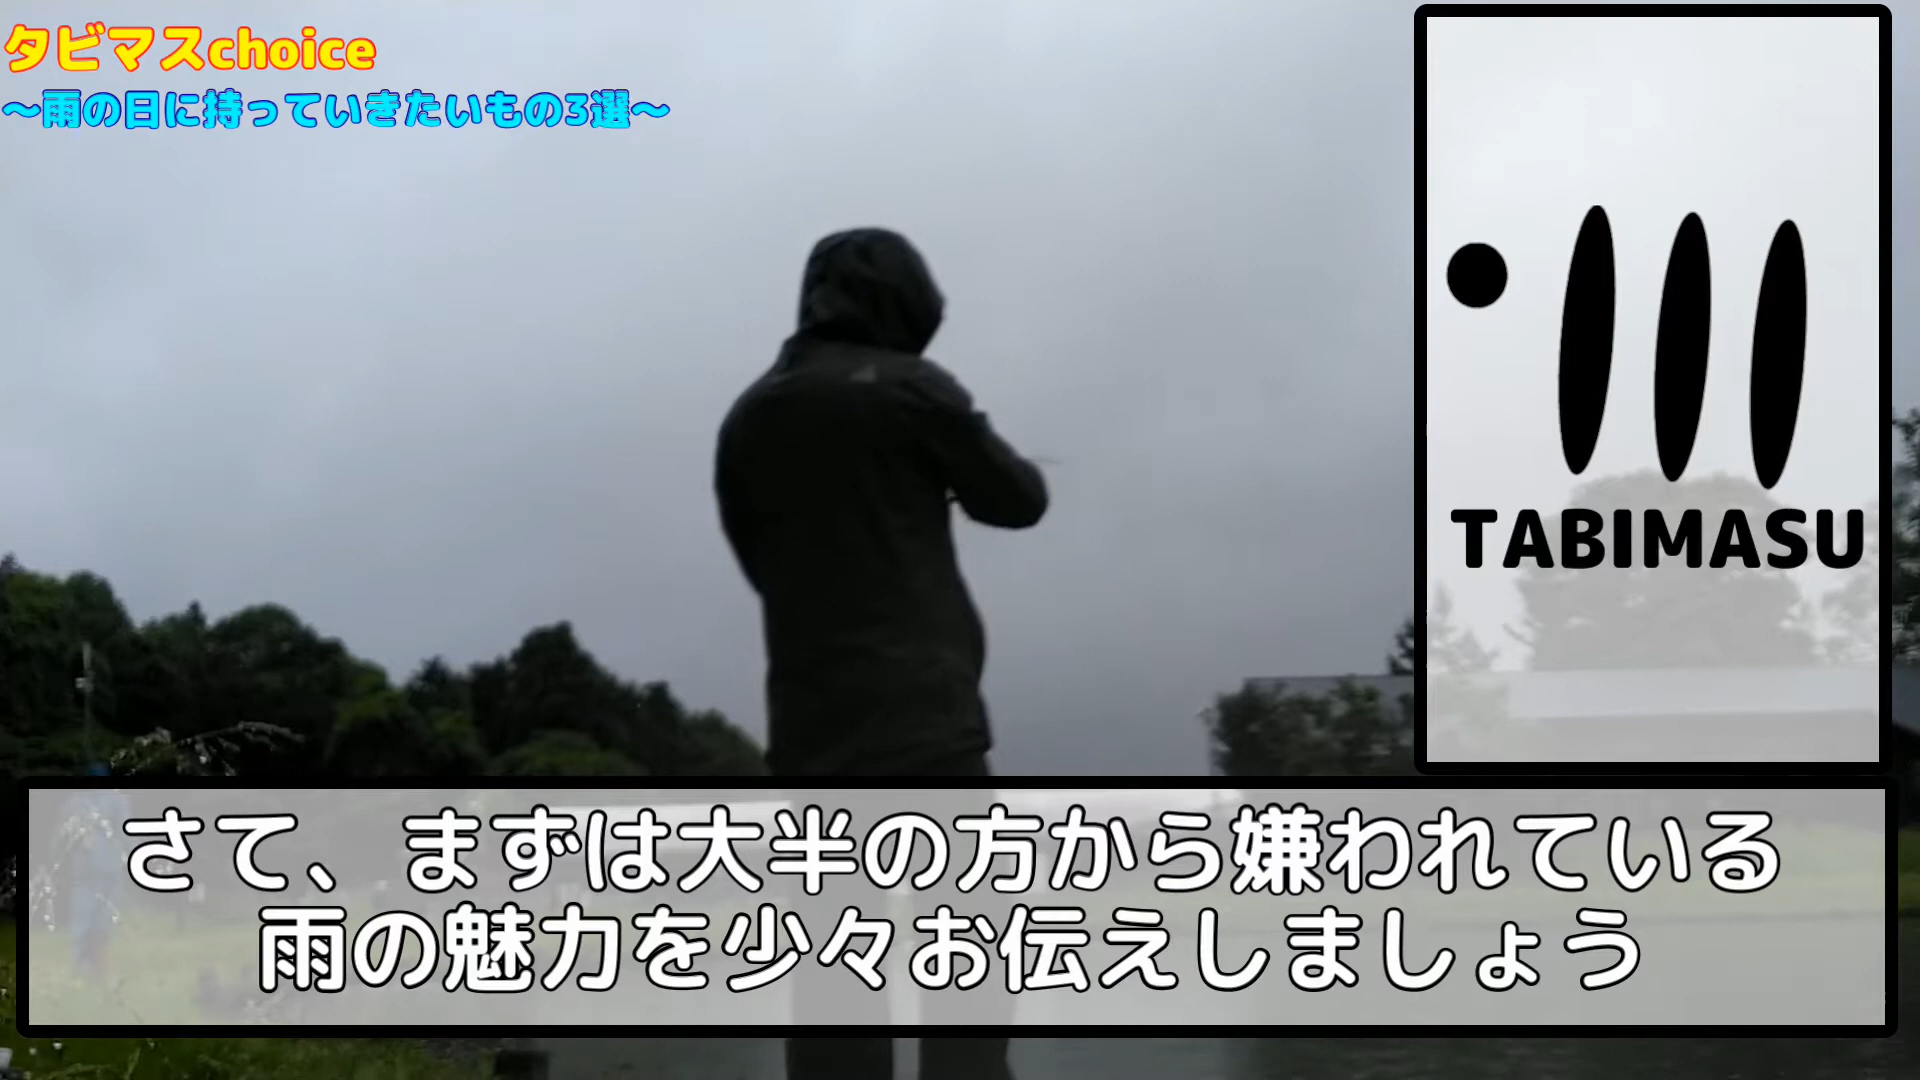 タビマスchoice
〜雨の日に持っていきたいもの3選〜
TABIMASU
さて、まずは大半の方から嫌われている
雨の魅力を少々お伝えしましょう